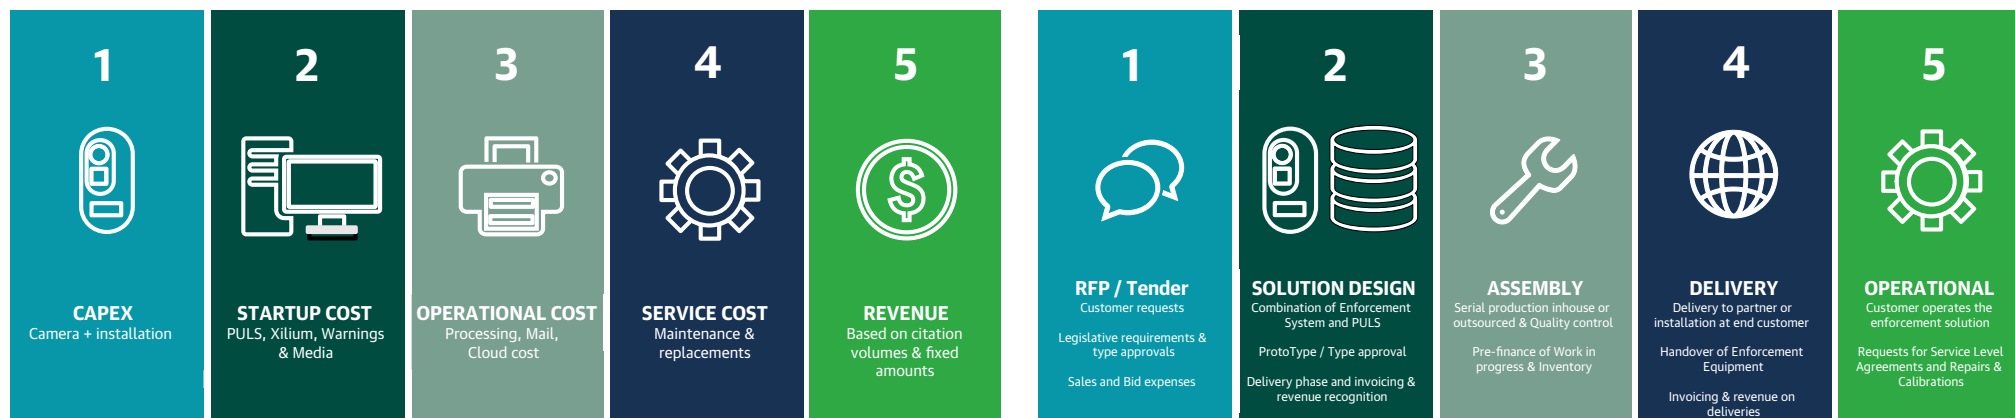 1
CAPEX
Camera + installation
2
STARTUP COST
PULS, Xilium, Warnings
& Media
3
OPERATIONAL COST
Processing, Mail,
Cloud cost
4
SERVICE COST
Maintenance &
replacements
5
REVENUE
Based on citation
volumes & fixed
amounts
1
RFP / Tender
Customer requests
Legislative requirements &
type approvals
Sales and Bid expenses
2
SOLUTION DESIGN
Combination of Enforcement
System and PULS
ProtoType / Type approval
Delivery phase and invoicing &
revenue recognition
3
ASSEMBLY
Serial production inhouse or
outsourced & Quality control
Pre-finance of Work in
progress & Inventory
4
DELIVERY
Delivery to partner or
installation at end customer
Handover of Enforcement
Equipment
Invoicing & revenue on
deliveries
5
OPERATIONAL
Customer operates the
enforcement solution
Requests for Service Level
Agreements and Repairs &
Calibrations